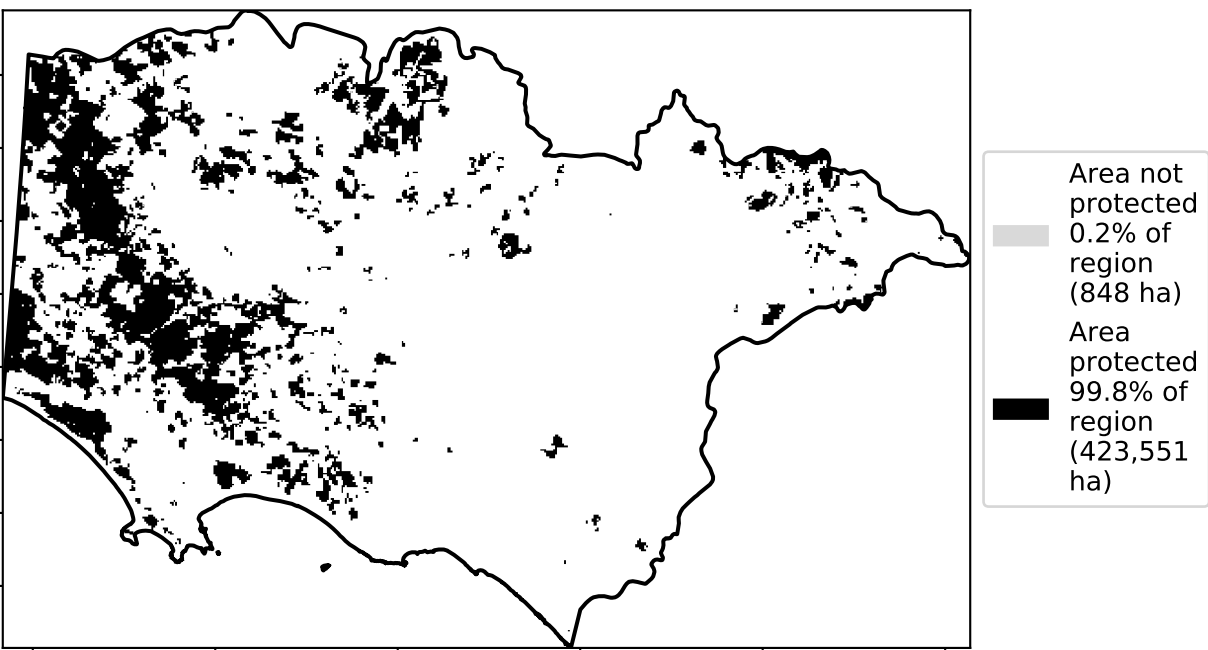 Area not
protected
0.2% of
region
(848 ha)
Area
protected
99.8% of
region
(423,551
ha)